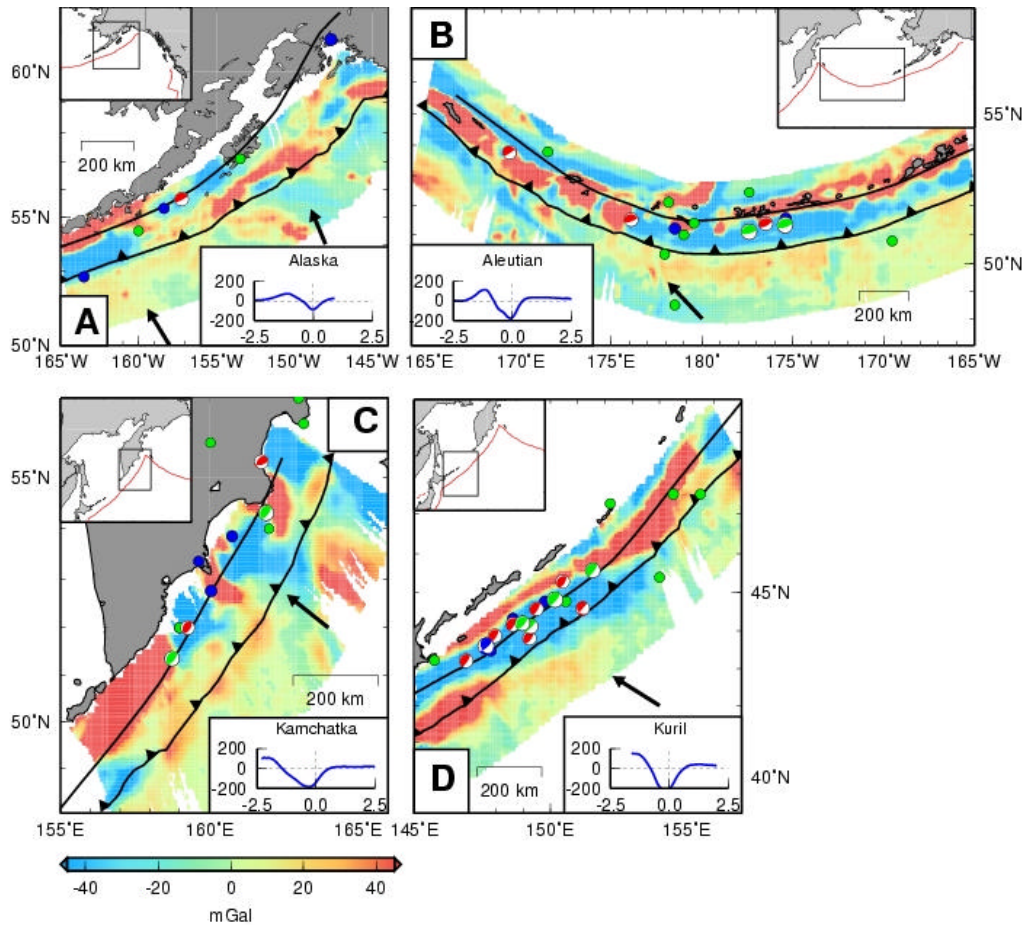 A
60°N
55°N
50°N
165°W
160°W
155°W
150°W
145°W
200 km
Alaska
200
0
-200
-2.5
0.0
2.5
B
55°N
50°N
165°E
170°E
175°E
180°
175°W
170°W
165°W
200 km
Aleutian
200
0
-200
-2.5
0.0
2.5
C
55°N
50°N
155°E
160°E
165°E
200 km
Kamchatka
200
0
-200
-2.5
0.0
2.5
D
45°N
40°N
145°E
150°E
155°E
200 km
Kuril
200
0
-200
-2.5
0.0
2.5
-40
-20
0
20
40
mGal